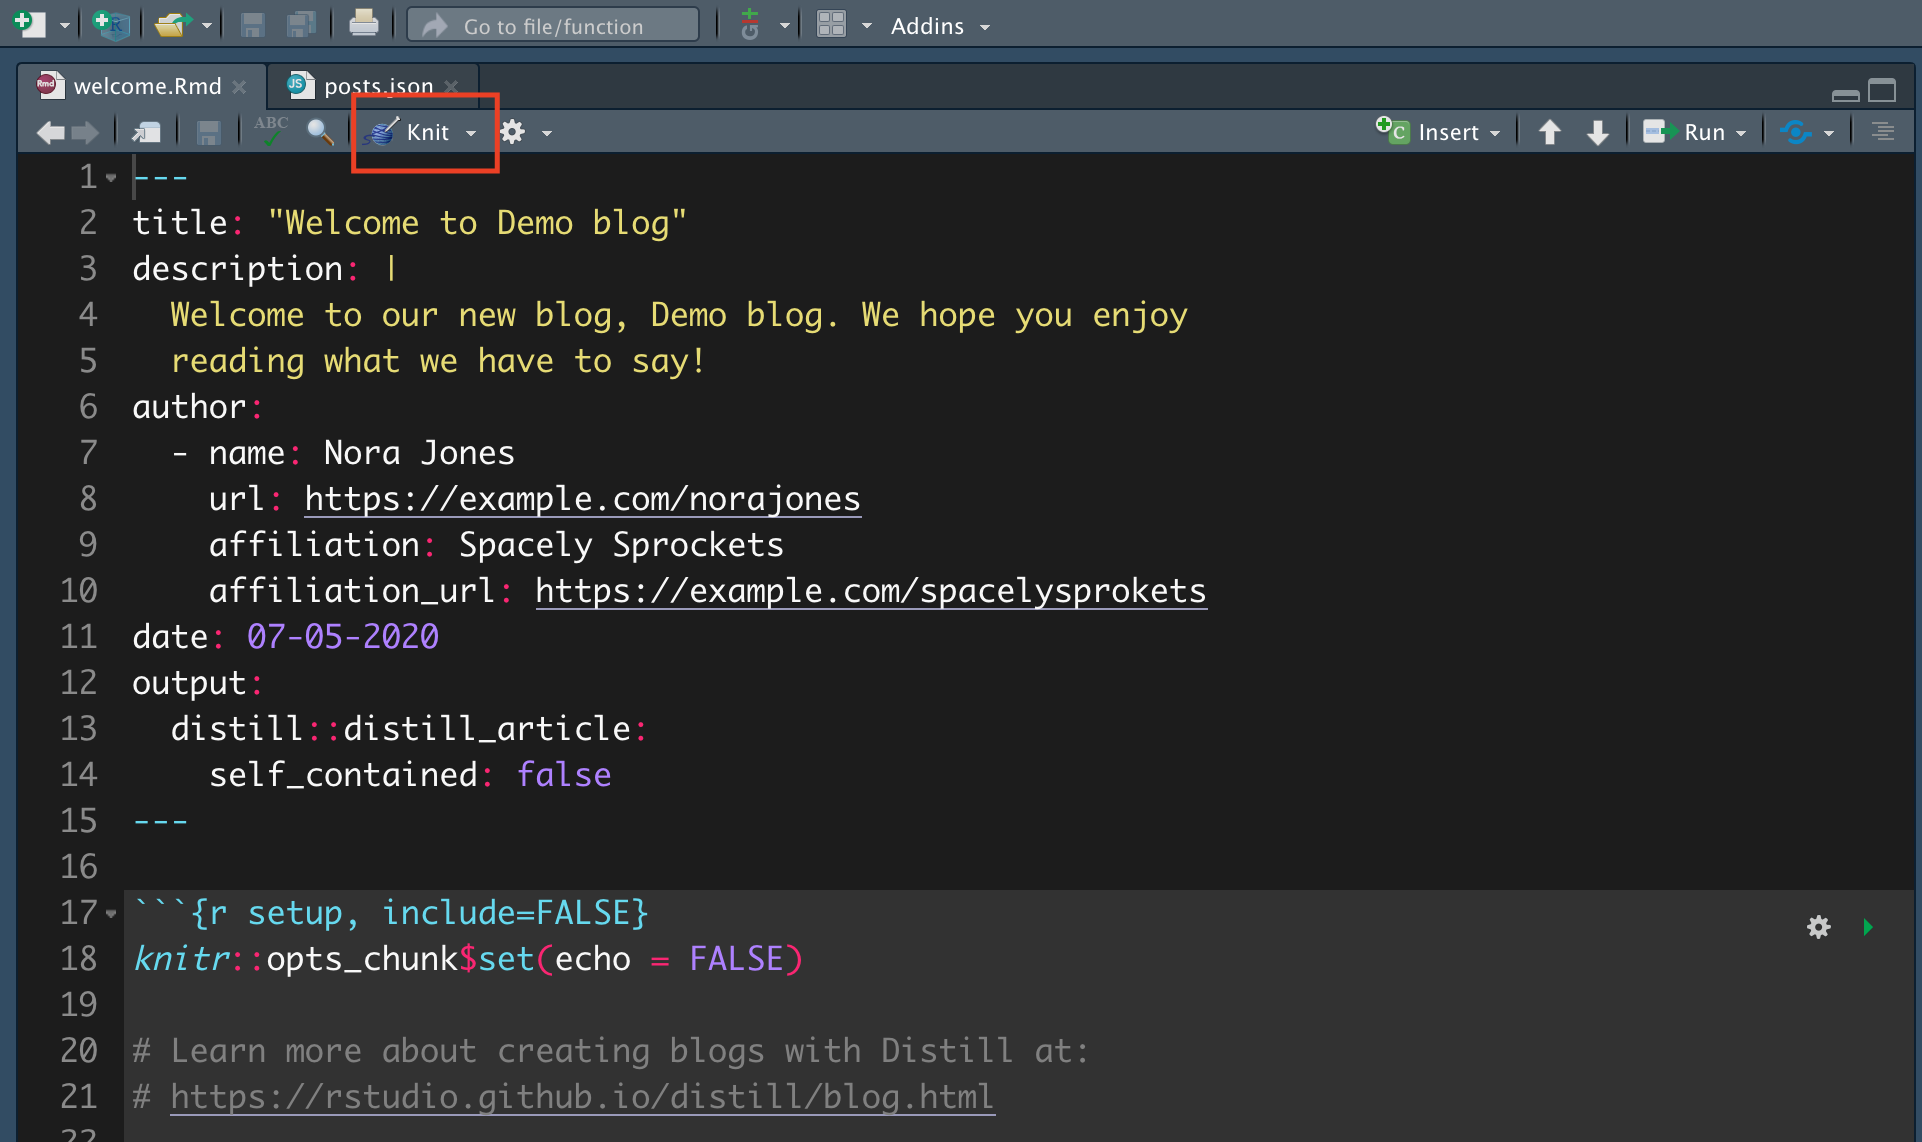 Go to file/function Git Addins
welcome.Rmd posts.json
ABC Knit Insert Run
1 ---
2 title: "Welcome to Demo blog"
3 description: |
4 Welcome to our new blog, Demo blog. We hope you enjoy
5 reading what we have to say!
6 author:
7 - name: Nora Jones
8 url: https://example.com/norajones
9 affiliation: Spacely Sprockets
10 affiliation_url: https://example.com/spacelysprokets
11 date: 07-05-2020
12 output:
13 distill::distill_article:
14 self_contained: false
15 ---
16
17 ```{r setup, include=FALSE}
18 knitr::opts_chunk$set(echo = FALSE)
19
20 # Learn more about creating blogs with Distill at:
21 # https://rstudio.github.io/distill/blog.html
22